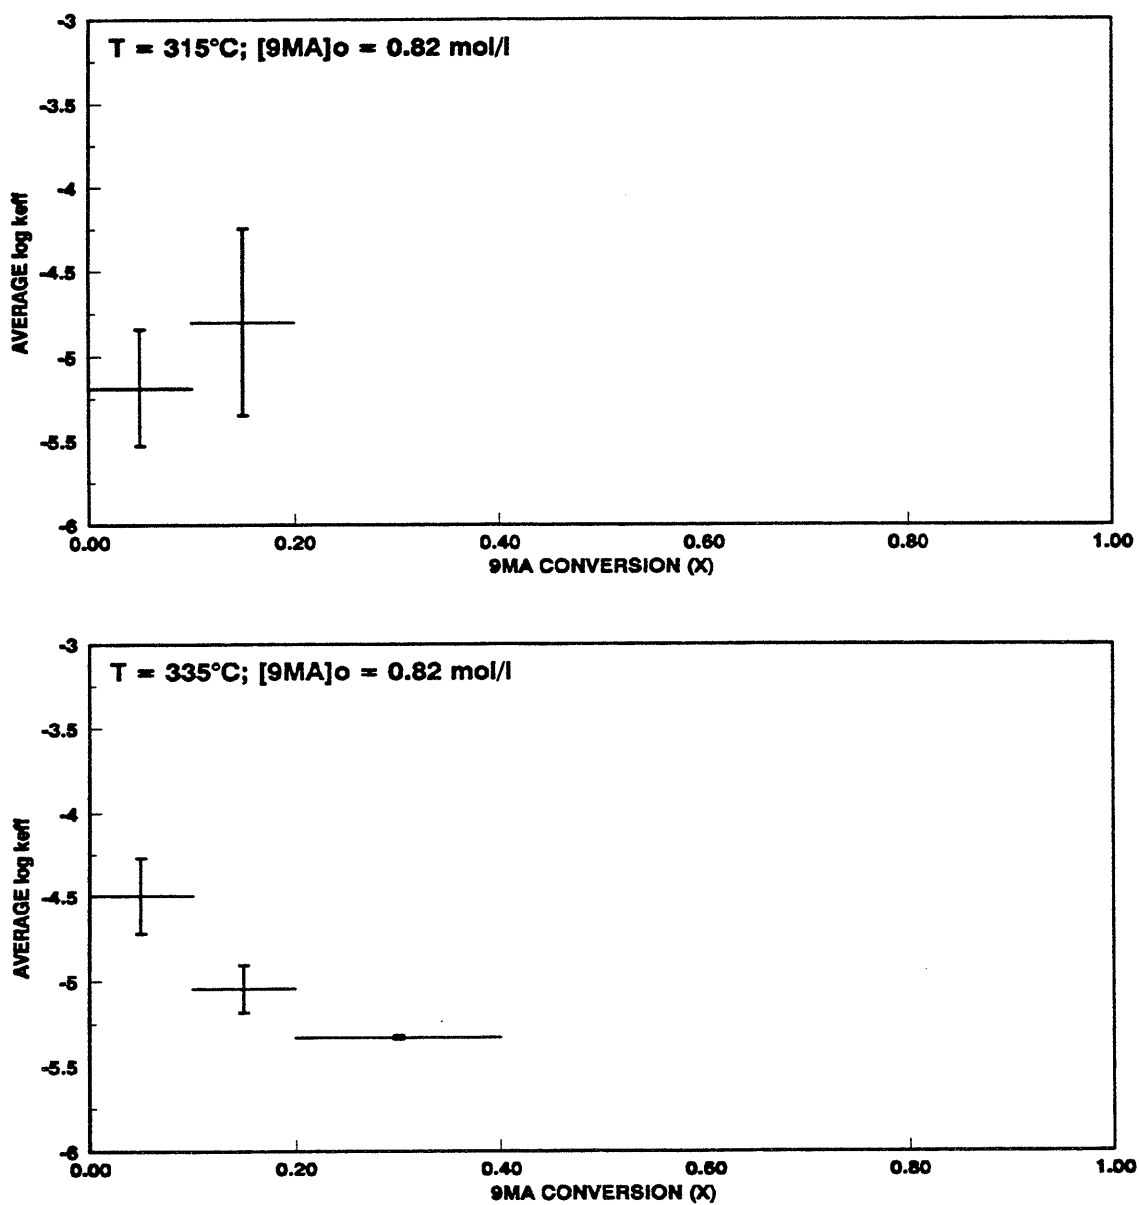 T = 315°C; [9MA]o = 0.82 mol/l
-3
-3.5
-4
-4.5
-5
-5.5
-6
AVERAGE log keff
0.00 0.20 0.40 0.60 0.80 1.00
9MA CONVERSION (X)
T = 335°C; [9MA]o = 0.82 mol/l
-3
-3.5
-4
-4.5
-5
-5.5
-6
AVERAGE log keff
0.00 0.20 0.40 0.60 0.80 1.00
9MA CONVERSION (X)